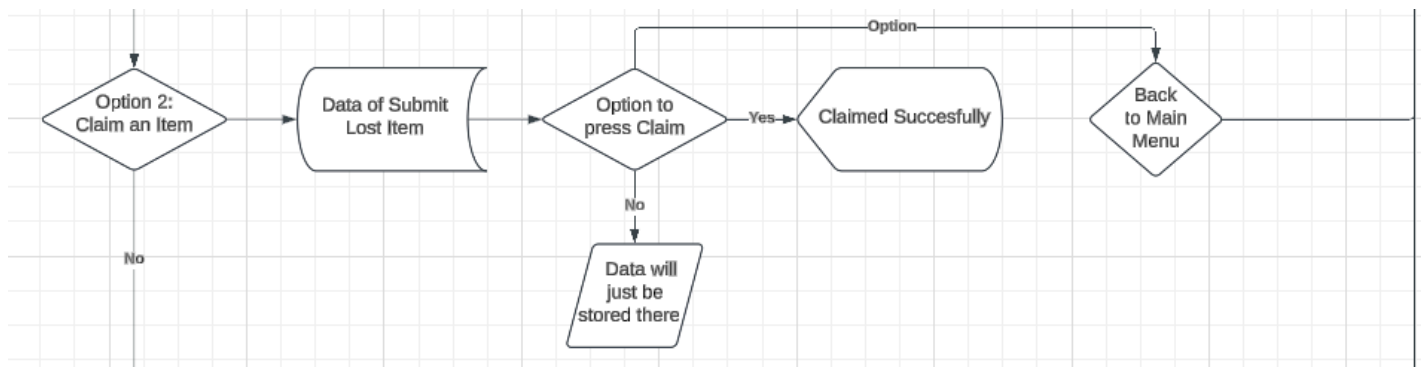 Option
Option 2:
Claim an Item
Data of Submit
Lost Item
Option to
press Claim
Yes
Claimed Succesfully
Back
to Main
Menu
No
No
Data will
just be
stored there